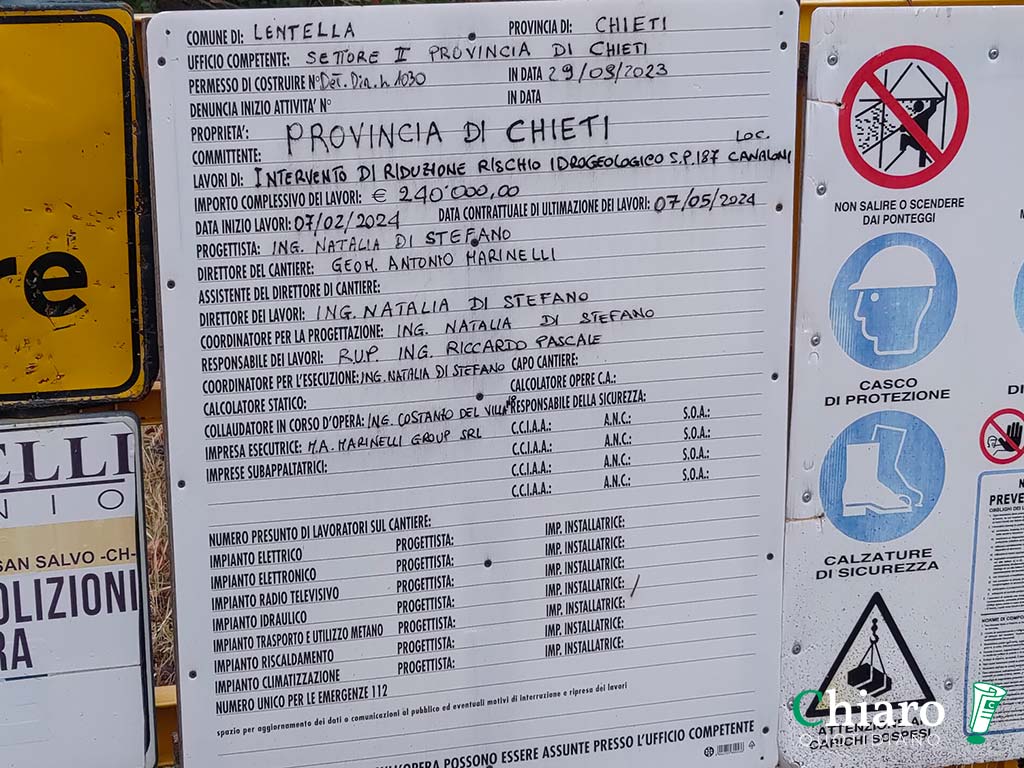 COMUNE DI: LENTELLA PROVINCIA DI: CHIETI
UFFICIO COMPETENTE: SETTORE II PROVINCIA DI CHIETI
PERMESSO DI COSTRUIRE N° Det. Dir. n. 1030 IN DATA 29/09/2023
DENUNCIA INIZIO ATTIVITA' N° IN DATA
PROPRIETA':
COMMITTENTE: PROVINCIA DI CHIETI
LOC.
LAVORI DI: INTERVENTO DI RIDUZIONE RISCHIO IDROGEOLOGICO S.P. 187 CANALONI
IMPORTO COMPLESSIVO DEI LAVORI: € 240'000,00
DATA INIZIO LAVORI: 07/02/2024 DATA CONTRATTUALE DI ULTIMAZIONE DEI LAVORI: 07/05/2024
PROGETTISTA: ING. NATALIA DI STEFANO
DIRETTORE DEL CANTIERE: GEOM. ANTONIO MARINELLI
ASSISTENTE DEL DIRETTORE DI CANTIERE:
DIRETTORE DEI LAVORI: ING. NATALIA DI STEFANO
COORDINATORE PER LA PROGETTAZIONE: ING. NATALIA DI STEFANO
RESPONSABILE DEI LAVORI: R.U.P. ING. RICCARDO PASCALE
COORDINATORE PER L'ESECUZIONE: ING. NATALIA DI STEFANO CAPO CANTIERE:
CALCOLATORE STATICO: CALCOLATORE OPERE C.A.:
COLLAUDATORE IN CORSO D'OPERA: ING. COSTANZO DEL RESPONSABILE DELLA SICUREZZA:
IMPRESA ESECUTRICE: M.A. MARINELLI GROUP SRL C.C.I.A.A.: A.N.C.: S.O.A.:
IMPRESE SUBAPPALTATRICI: C.C.I.A.A.: A.N.C.: S.O.A.:
C.C.I.A.A.: A.N.C.: S.O.A.:
C.C.I.A.A.: A.N.C.: S.O.A.:
NUMERO PRESUNTO DI LAVORATORI SUL CANTIERE:
IMPIANTO ELETTRICO PROGETTISTA: IMP. INSTALLATRICE:
IMPIANTO ELETTRONICO PROGETTISTA: IMP. INSTALLATRICE:
IMPIANTO RADIO TELEVISIVO PROGETTISTA: IMP. INSTALLATRICE:
IMPIANTO IDRAULICO PROGETTISTA: IMP. INSTALLATRICE:
IMPIANTO TRASPORTO E UTILIZZO METANO PROGETTISTA: IMP. INSTALLATRICE:
IMPIANTO RISCALDAMENTO PROGETTISTA: IMP. INSTALLATRICE:
IMPIANTO CLIMATIZZAZIONE PROGETTISTA: IMP. INSTALLATRICE:
NUMERO UNICO PER LE EMERGENZE 112
spazio per aggiornamento dei dati o comunicazioni al pubblico ed eventuali motivi di interruzione e ripresa dei lavori
POSSONO ESSERE ASSUNTE PRESSO L'UFFICIO COMPETENTE
re
ELLI
NIO
SAN SALVO -CH-
OLIZIONI
RA
NON SALIRE O SCENDERE
DAI PONTEGGI
CASCO
DI PROTEZIONE
CALZATURE
DI SICUREZZA
CARICHI SOSPESI
PREVE
Chiaro
QUOTIDIANO